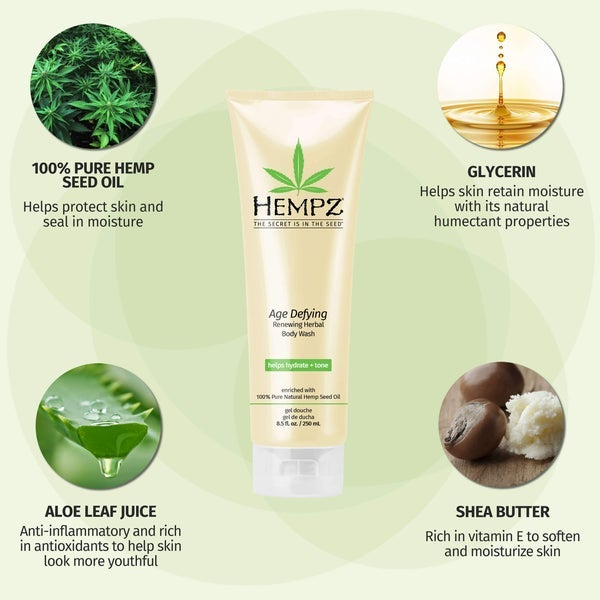 100% PURE HEMP
SEED OIL
Helps protect skin and
seal in moisture
GLYCERIN
Helps skin retain moisture
with its natural
humectant properties
HEMPZ
THE SECRET IS IN THE SEED
Age Defying
Renewing Herbal
Body Wash
helps hydrate + tone
enriched with
100% Pure Natural Hemp Seed Oil
gel douche
gel de ducha
8.5 fl. oz. / 250 mL
ALOE LEAF JUICE
Anti-inflammatory and rich
in antioxidants to help skin
look more youthful
SHEA BUTTER
Rich in vitamin E to soften
and moisturize skin